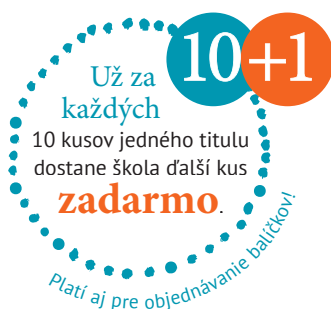 10+1
Už za
každých
10 kusov jedného titulu
dostane škola ďalší kus
zadarmo.
Platí aj pre objednávanie balíčkov!